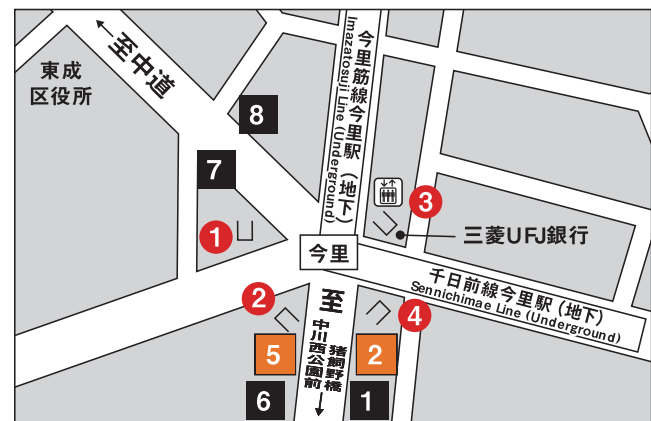 ←至中道
東成
区役所
8
7
今里筋線今里駅（地下）
Imazatosuji Line (Underground)
3
1
三菱UFJ銀行
今里
千日前線今里駅（地下）
Sennichimae Line (Underground)
2
至
猪飼野橋
中川西公園前
→
4
5
2
6
1